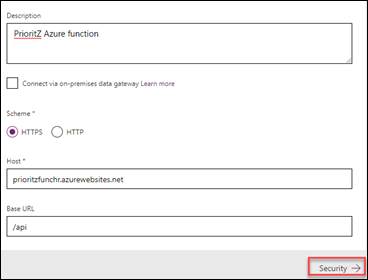 Description
PrioritZ Azure function
Connect via on-premises data gateway Learn more
Scheme *
HTTPS HTTP
Host *
prioritzfunchr.azurewebsites.net
Base URL
/api
Security →